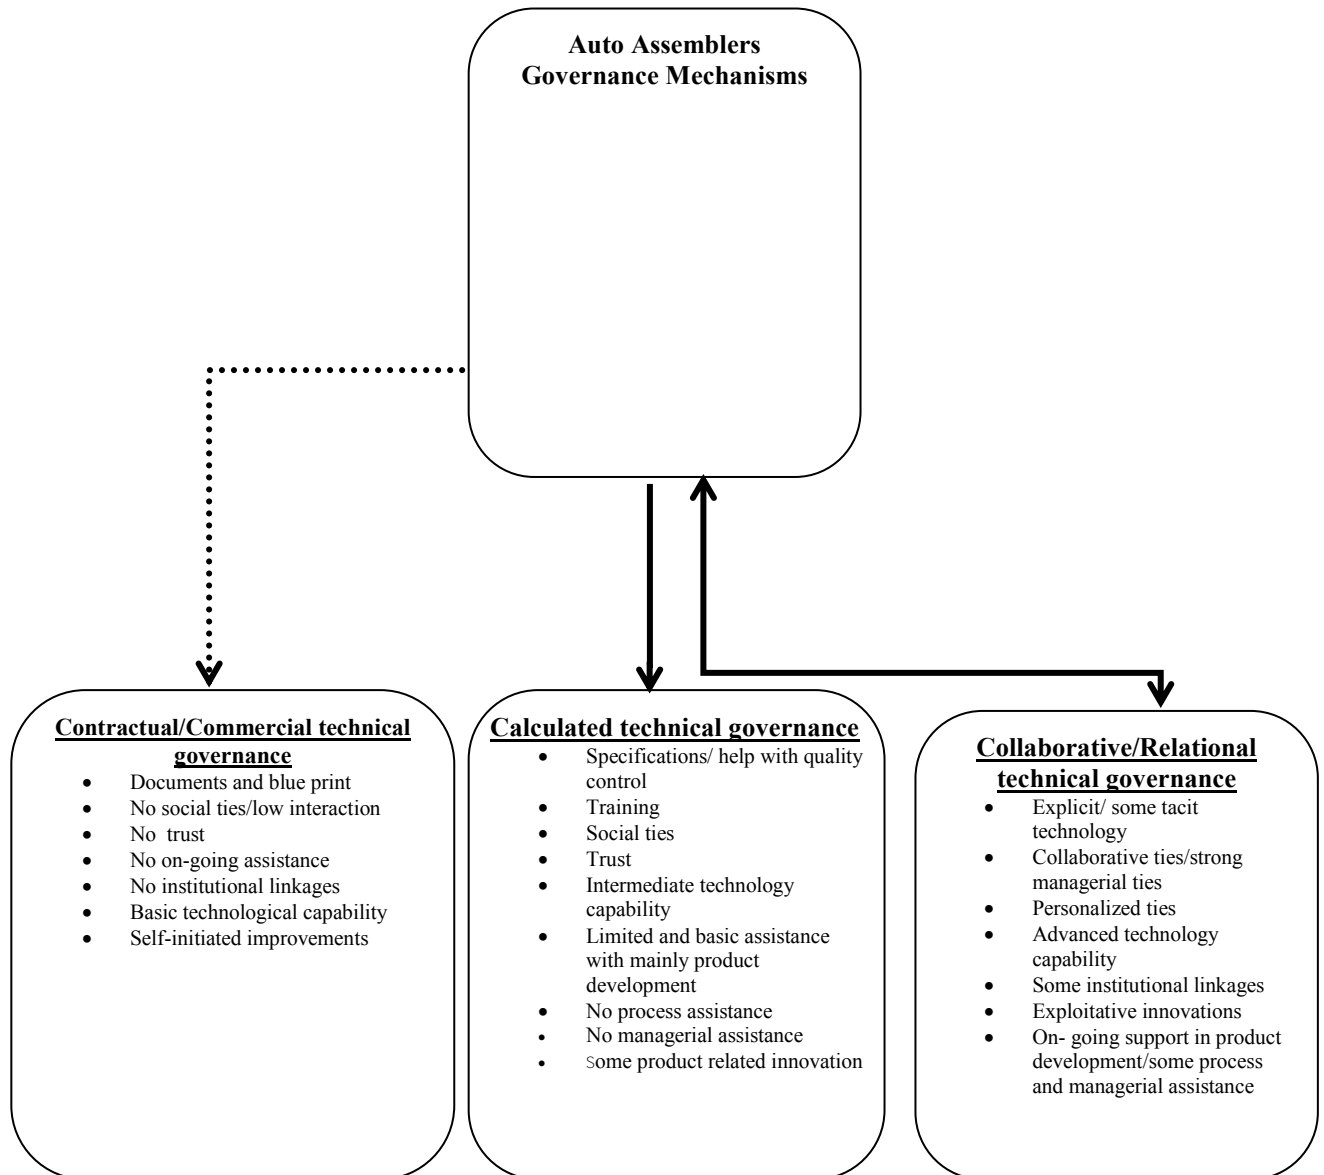 Auto Assemblers
Governance Mechanisms
Contractual/Commercial technical
governance
• Documents and blue print
• No social ties/low interaction
• No trust
• No on-going assistance
• No institutional linkages
• Basic technological capability
• Self-initiated improvements
Calculated technical governance
• Specifications/ help with quality
control
• Training
• Social ties
• Trust
• Intermediate technology
capability
• Limited and basic assistance
with mainly product
development
• No process assistance
• No managerial assistance
• Some product related innovation
Collaborative/Relational
technical governance
• Explicit/ some tacit
technology
• Collaborative ties/strong
managerial ties
• Personalized ties
• Advanced technology
capability
• Some institutional linkages
• Exploitative innovations
• On- going support in product
development/some process
and managerial assistance